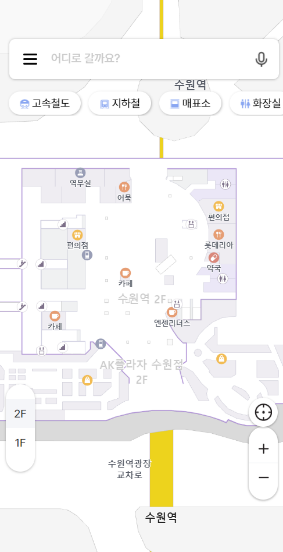 어디로 갈까요?
수원역
고속철도
지하철
매표소
화장실
역무실
어묵
편의점
편의점
롯데리아
약국
카페
수원역 2F
카페
엔젤리너스
AK플라자 수원점
2F
2F
1F
수원역광장
교차로
수원역